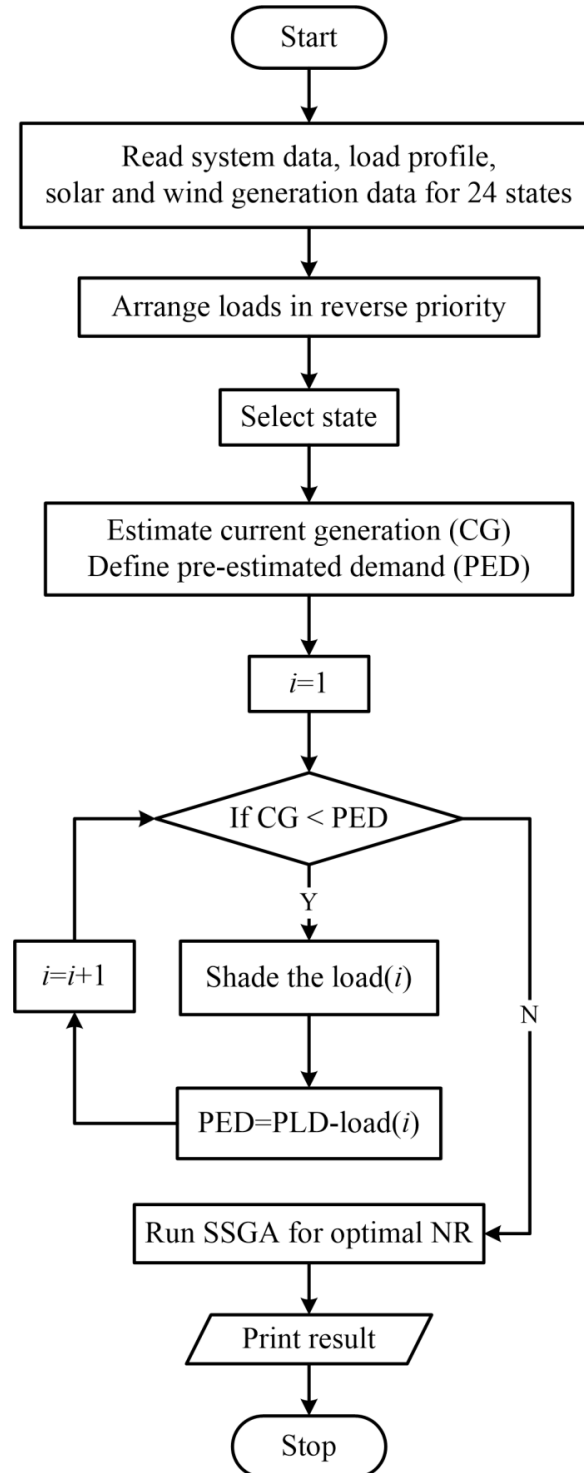 Start
Read system data, load profile,
solar and wind generation data for 24 states
Arrange loads in reverse priority
Select state
Estimate current generation (CG)
Define pre-estimated demand (PED)
i=1
If CG < PED
Y
i=i+1
Shade the load(i)
N
PED=PLD-load(i)
Run SSGA for optimal NR
Print result
Stop